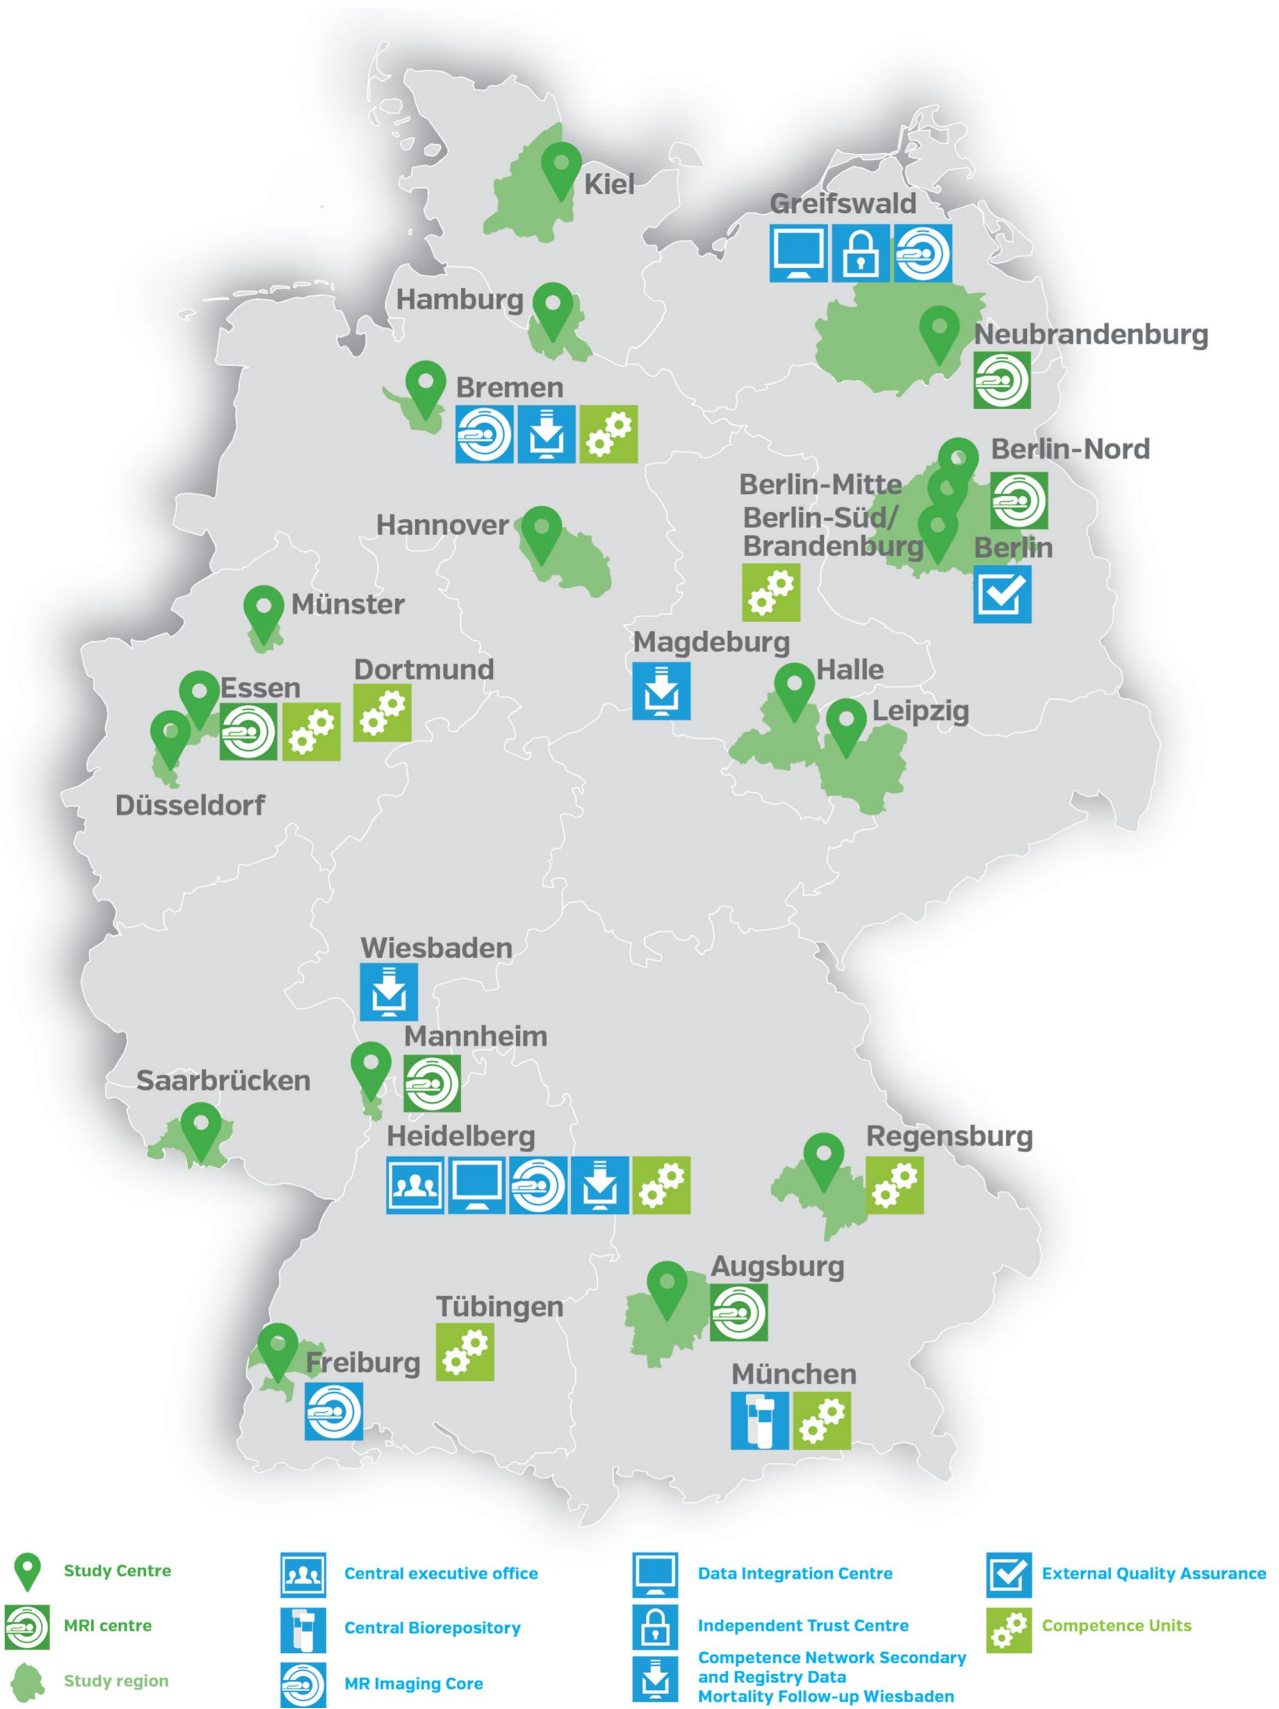 Kiel
Greifswald
Hamburg
Neubrandenburg
Bremen
Berlin-Nord
Berlin-Mitte
Berlin-Süd/
Brandenburg
Berlin
Hannover
Münster
Magdeburg
Dortmund
Halle
Essen
Leipzig
Düsseldorf
Wiesbaden
Mannheim
Saarbrücken
Heidelberg
Regensburg
Augsburg
Tübingen
Freiburg
München
Study Centre
MRI centre
Study region
Central executive office
Central Biorepository
MR Imaging Core
Data Integration Centre
Independent Trust Centre
Competence Network Secondary
and Registry Data
Mortality Follow-up Wiesbaden
External Quality Assurance
Competence Units